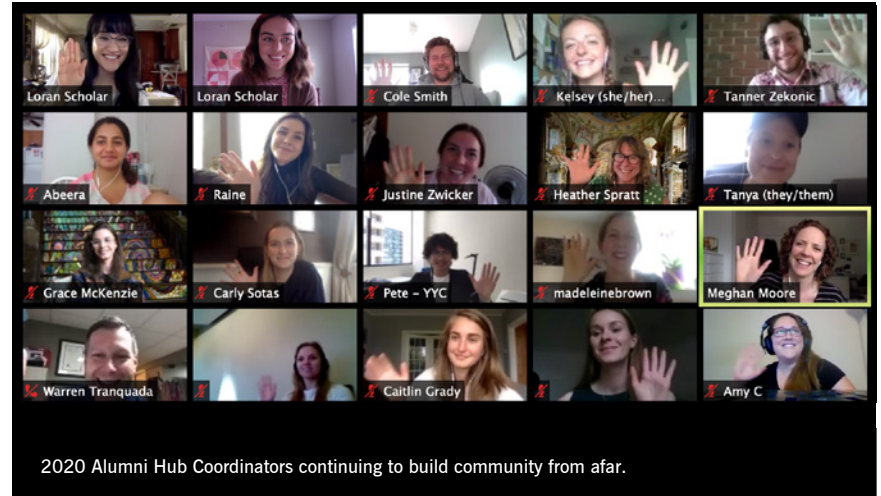 Loran Scholar
Loran Scholar
Cole Smith
Kelsey (she/her)...
Tanner Zekonic
Abeera
Raine
Justine Zwicker
Heather Spratt
Tanya (they/them)
Grace McKenzie
Carly Sotas
Pete – YYC
madeleinebrown
Meghan Moore
Warren Tranquada
Caitlin Grady
Amy C
2020 Alumni Hub Coordinators continuing to build community from afar.